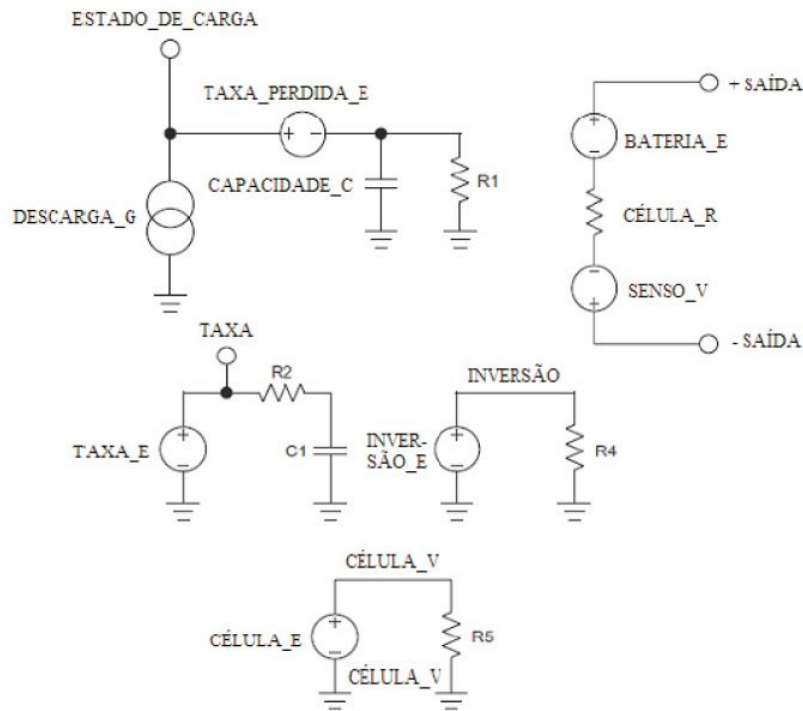 ESTADO_DE_CARGA
TAXA_PERDIDA_E
CAPACIDADE_C
R1
DESCARGA_G
+ SAÍDA
+
-
BATERIA_E
CÉLULA_R
-
+
SENSO_V
- SAÍDA
+ -
TAXA
R2
+
-
TAXA_E
C1
INVERSÃO
INVER-
SÃO_E
+
-
R4
CÉLULA_V
+
-
CÉLULA_E
R5
CÉLULA_V